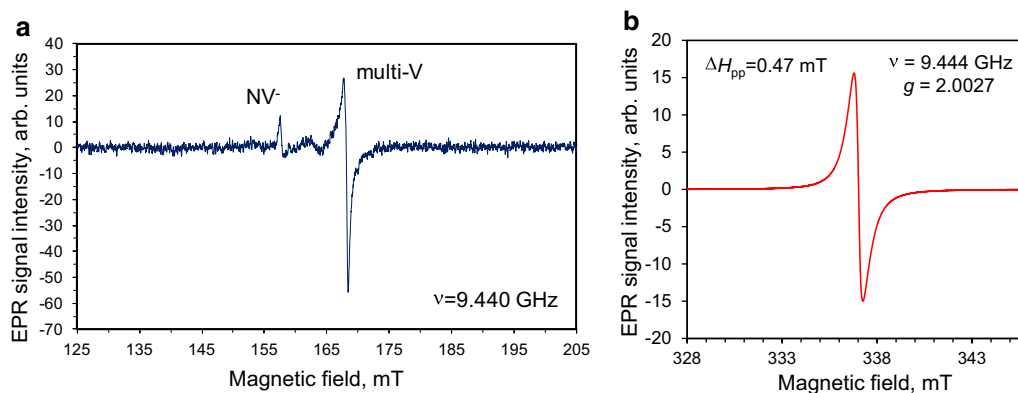 a
EPR signal intensity, arb. units
40
30
20
10
0
-10
-20
-30
-40
-50
-60
-70
NV-
multi-V
ν=9.440 GHz
125 135 145 155 165 175 185 195 205
Magnetic field, mT
b
EPR signal intensity, arb. units
20
15
10
5
0
-5
-10
-15
-20
ΔHpp=0.47 mT
ν = 9.444 GHz
g = 2.0027
328 333 338 343
Magnetic field, mT